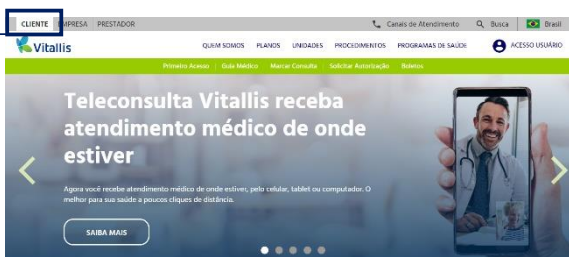 CLIENTE EMPRESA PRESTADOR Canais de Atendimento Busca Brasil
Vitallis QUEM SOMOS PLANOS UNIDADES PROCEDIMENTOS PROGRAMAS DE SAÚDE ACESSO USUÁRIO
Primeiro Acesso Guia Médico Marcar Consulta Solicitar Autorização Boletos
Teleconsulta Vitallis receba
atendimento médico de onde
estiver
Agora você recebe atendimento médico de onde estiver, pelo celular, tablet ou computador. O
melhor para sua saúde a poucos cliques de distância.
SAIBA MAIS